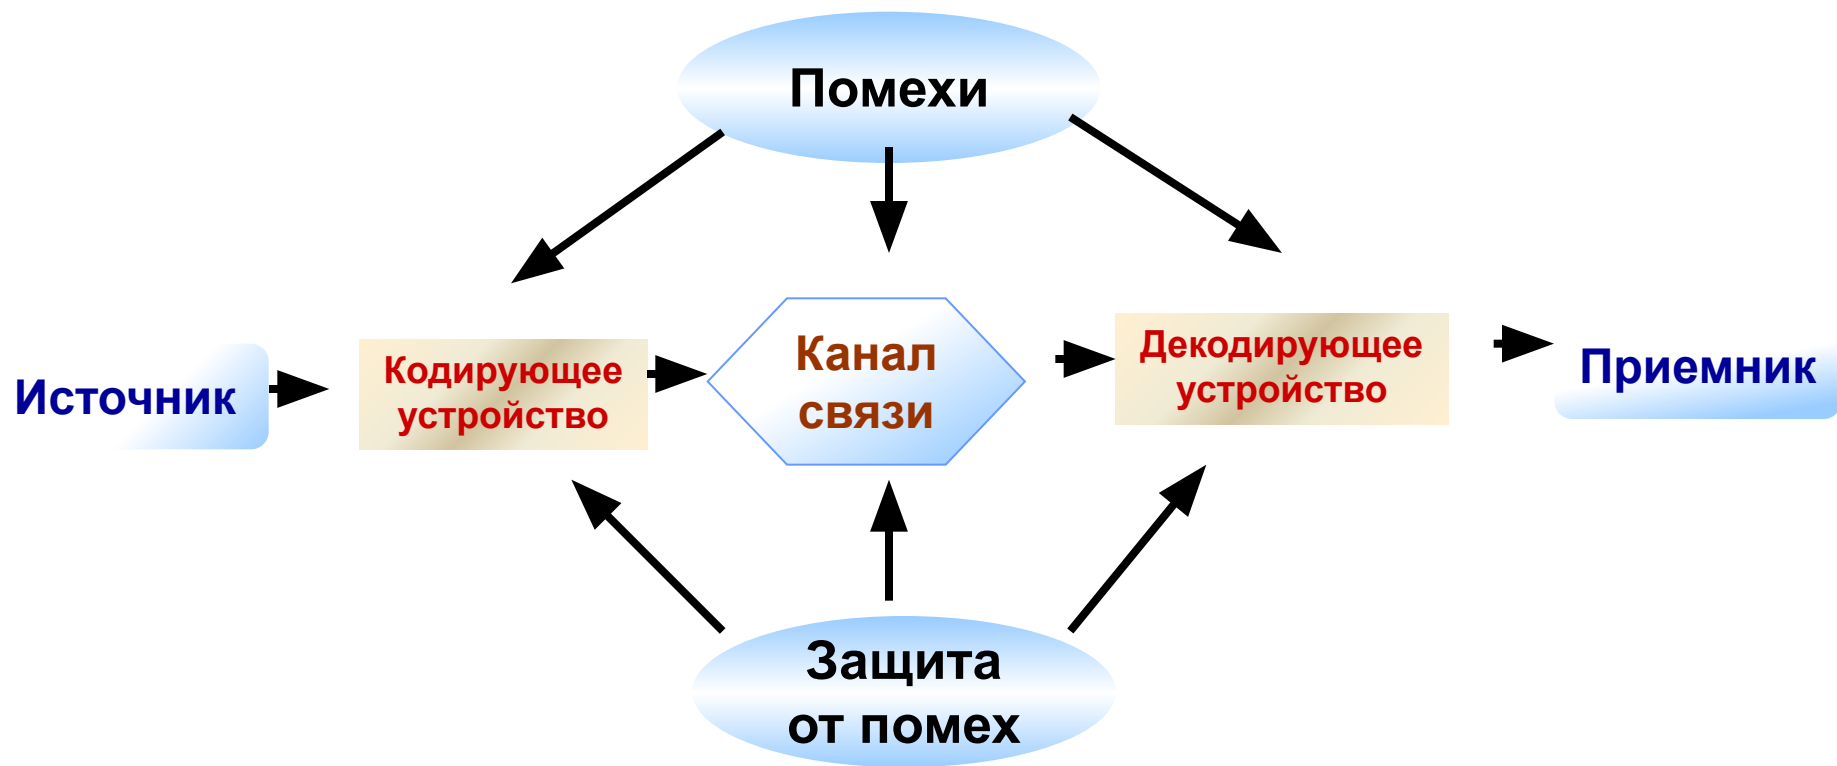 Помехи
Источник
Кодирующее
устройство
Канал
связи
Декодирующее
устройство
Приемник
Защита
от помех